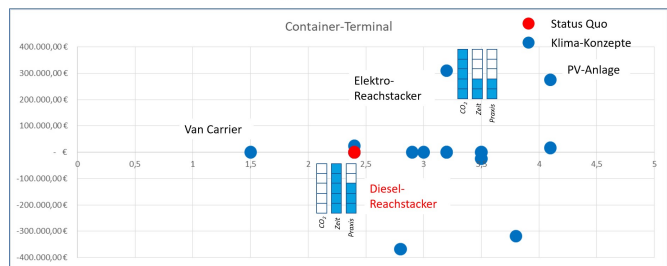 Container-Terminal
Status Quo
Klima-Konzepte
400.000,00 €
300.000,00 €
200.000,00 €
100.000,00 €
- €
-100.000,00 €
-200.000,00 €
-300.000,00 €
-400.000,00 €
0 0,5 1 1,5 2 2,5 3 3,5 4 4,5 5
Van Carrier
Elektro-
Reachstacker
CO₂ Zeit Praxis
PV-Anlage
Diesel-
Reachstacker
CO₂ Zeit Praxis